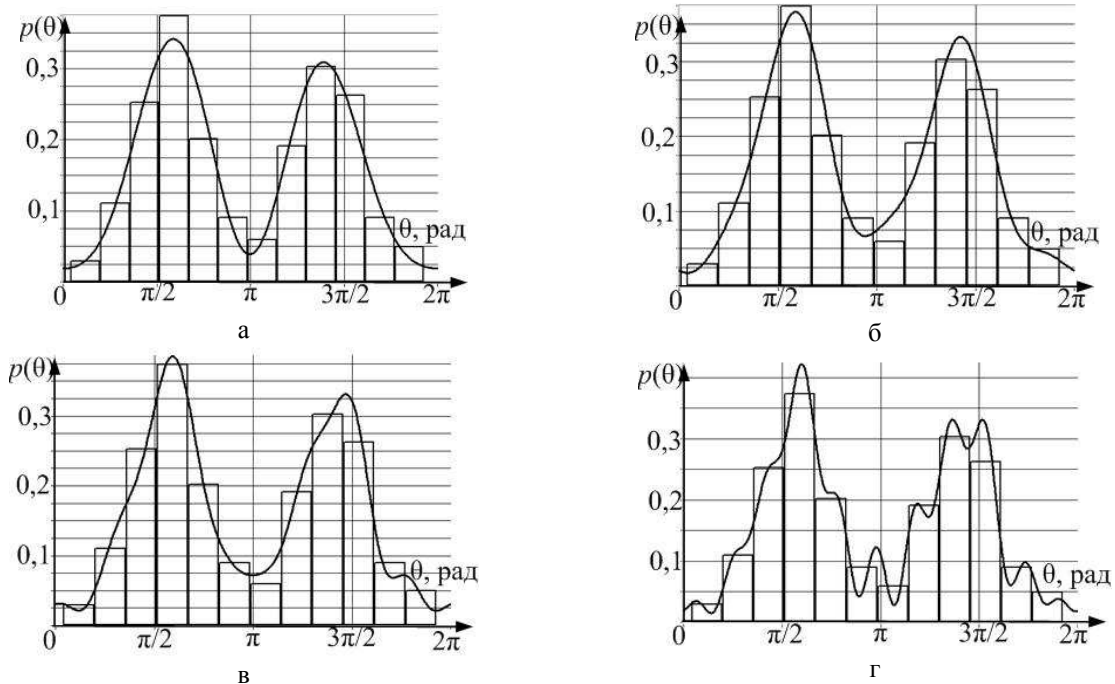 p(θ)
0,3
0,2
0,1
θ, рад
0
π/2
π
3π/2
2π
а
p(θ)
0,3
0,2
0,1
θ, рад
0
π/2
π
3π/2
2π
б
p(θ)
0,3
0,2
0,1
θ, рад
0
π/2
π
3π/2
2π
в
p(θ)
0,3
0,2
0,1
θ, рад
0
π/2
π
3π/2
2π
г